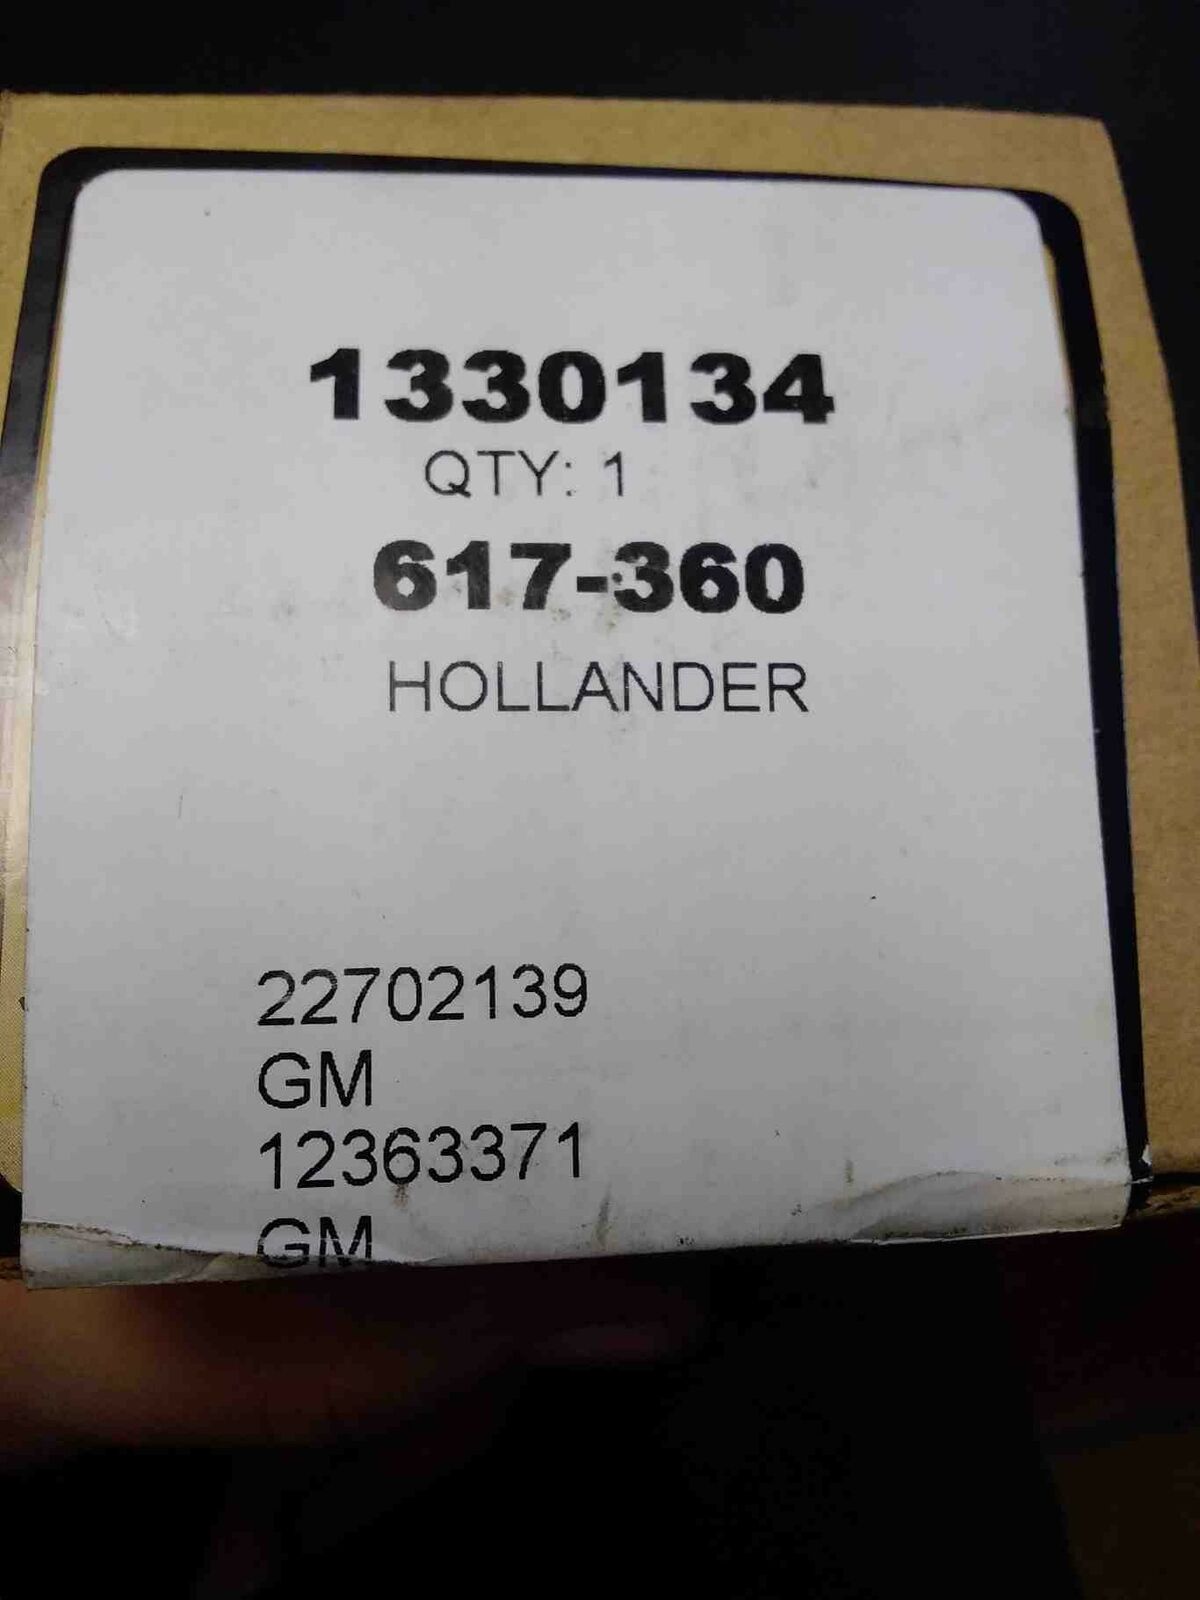 1330134
QTY: 1
617-360
HOLLANDER
22702139
GM
12363371
GM